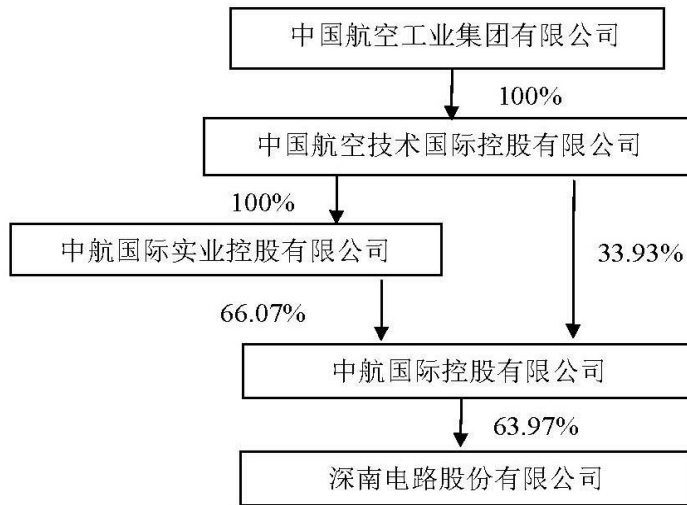 中国航空工业集团有限公司
100%
中国航空技术国际控股有限公司
100%
中航国际实业控股有限公司
33.93%
66.07%
中航国际控股有限公司
63.97%
深南电路股份有限公司